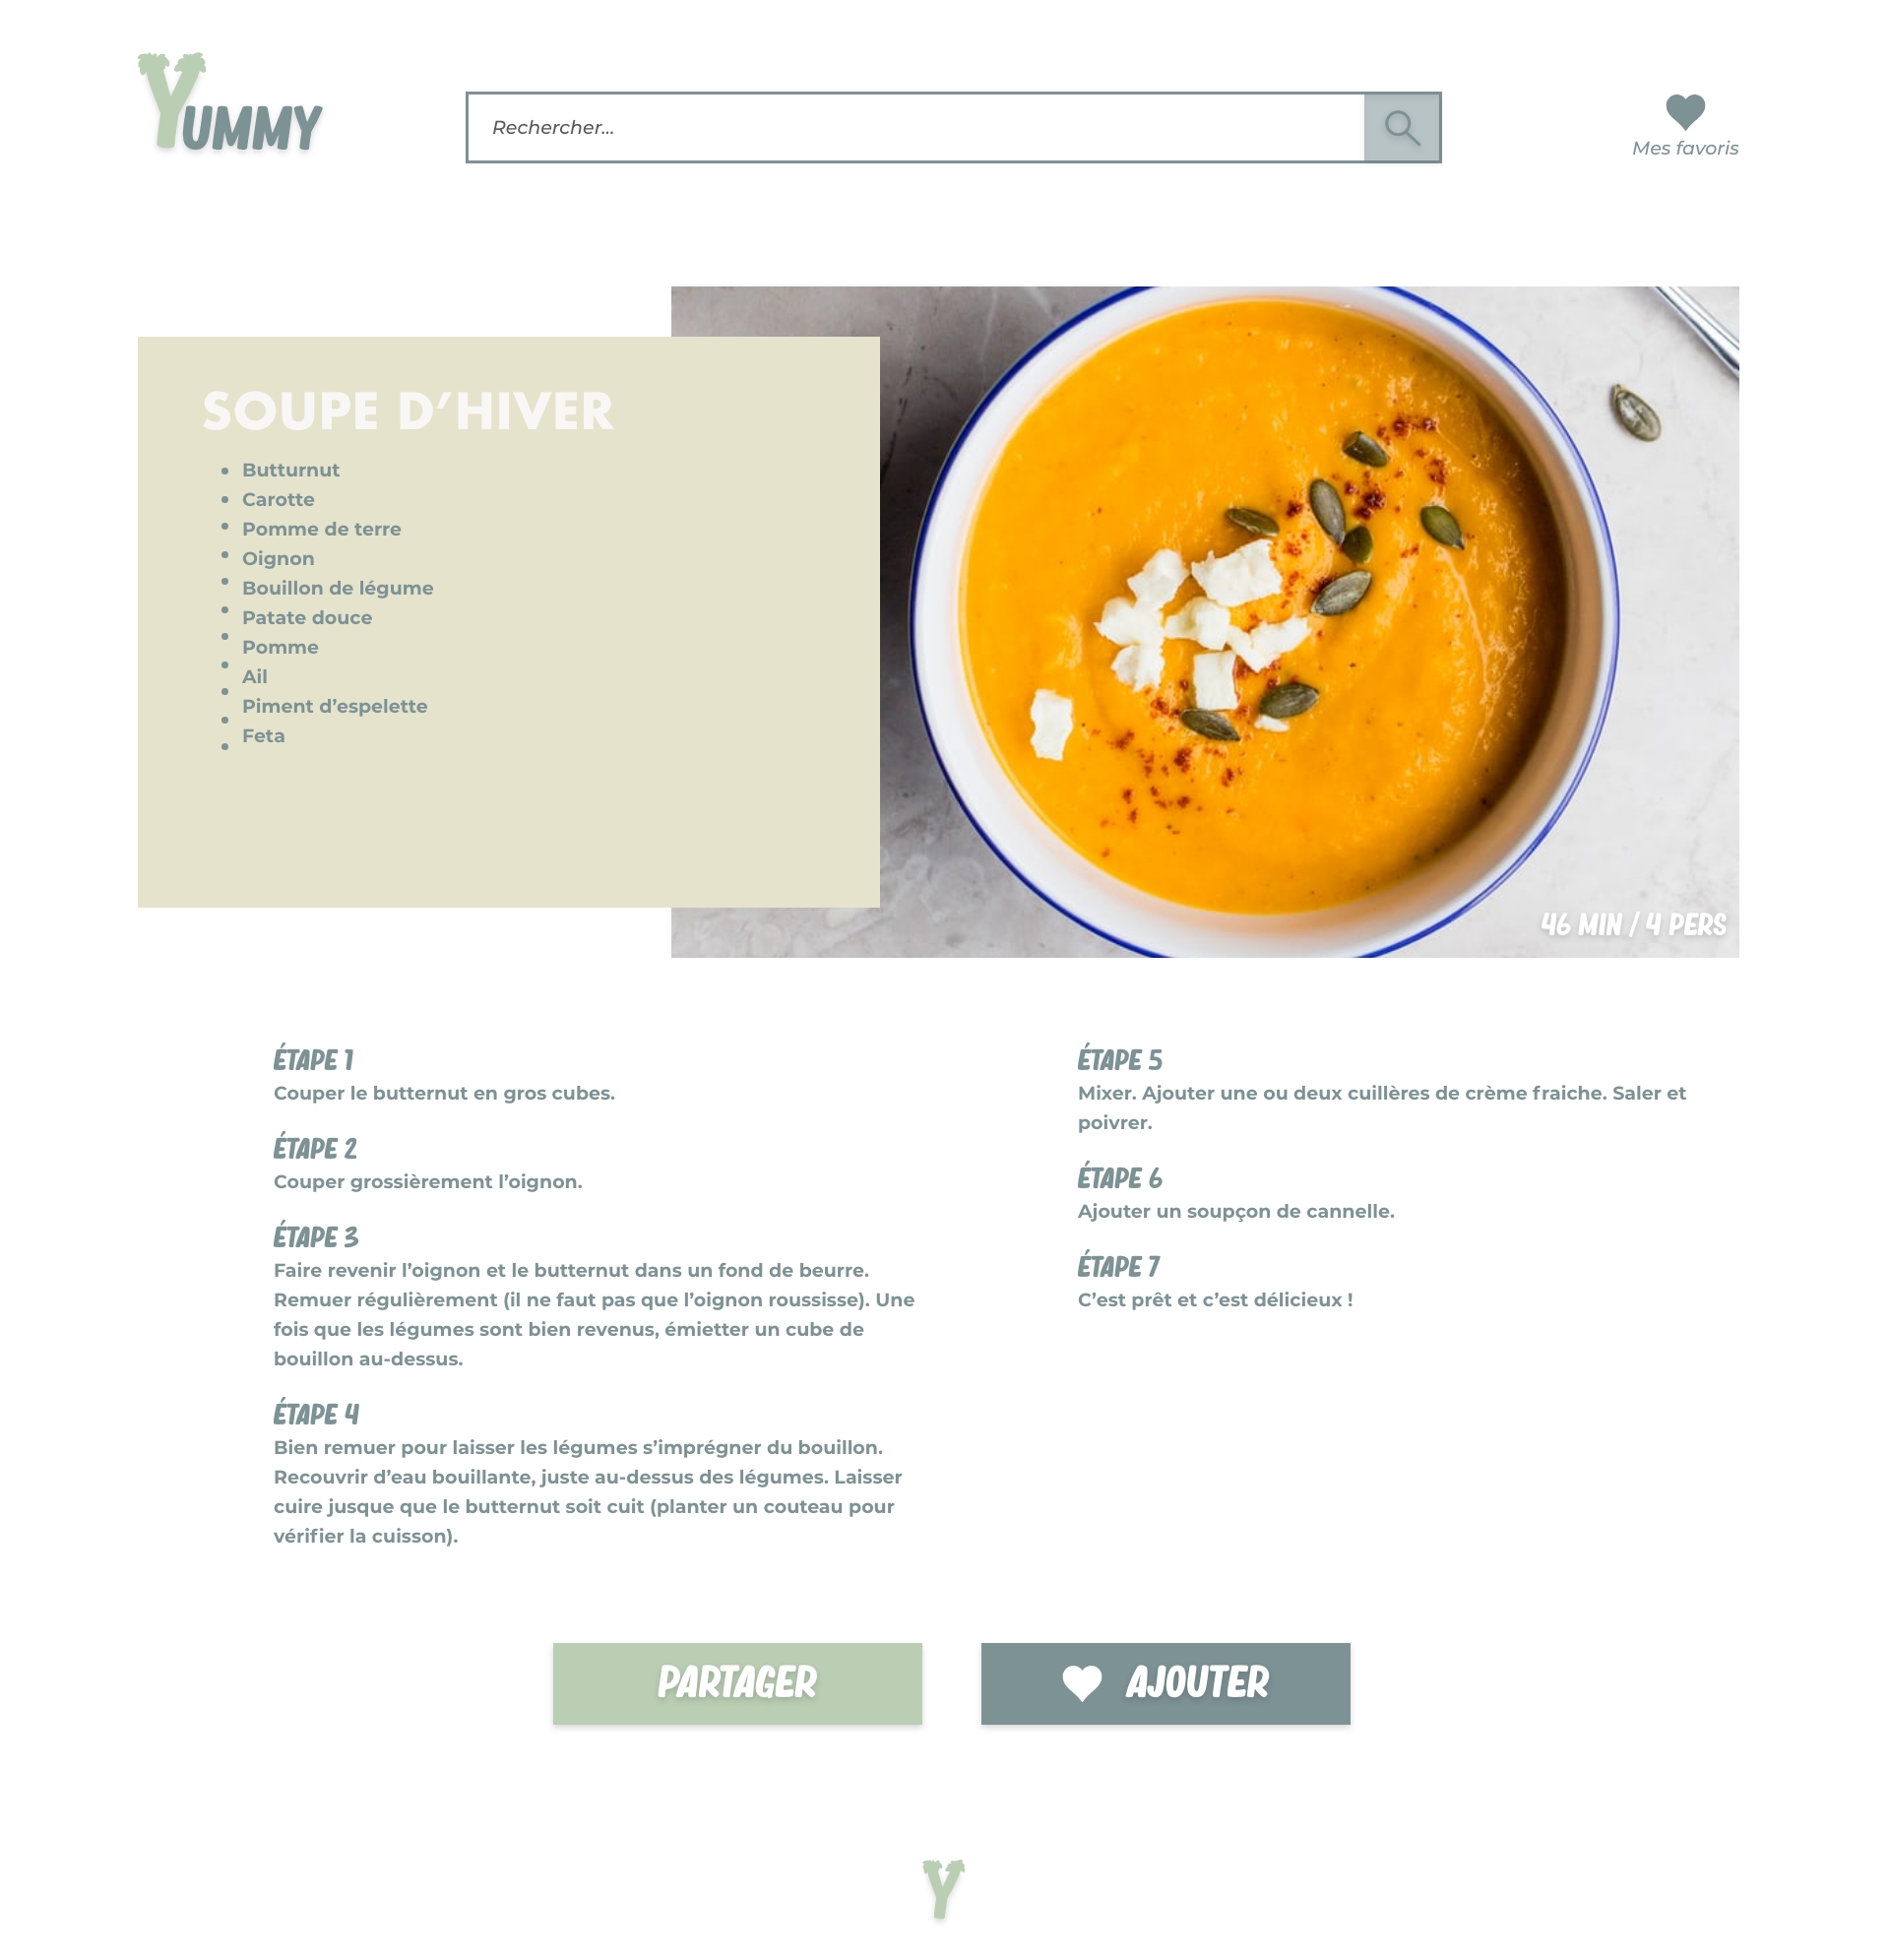 YUMMY
Rechercher...
Mes favoris
SOUPE D’HIVER
• Butturnut
• Carotte
• Pomme de terre
• Oignon
• Bouillon de légume
• Patate douce
• Pomme
• Ail
• Piment d’espelette
• Feta
•
46 MIN / 4 PERS
ÉTAPE 1
Couper le butternut en gros cubes.
ÉTAPE 2
Couper grossièrement l’oignon.
ÉTAPE 3
Faire revenir l’oignon et le butternut dans un fond de beurre.
Remuer régulièrement (il ne faut pas que l’oignon roussisse). Une
fois que les légumes sont bien revenus, émietter un cube de
bouillon au-dessus.
ÉTAPE 4
Bien remuer pour laisser les légumes s’imprégner du bouillon.
Recouvrir d’eau bouillante, juste au-dessus des légumes. Laisser
cuire jusque que le butternut soit cuit (planter un couteau pour
vérifier la cuisson).
ÉTAPE 5
Mixer. Ajouter une ou deux cuillères de crème fraiche. Saler et
poivrer.
ÉTAPE 6
Ajouter un soupçon de cannelle.
ÉTAPE 7
C’est prêt et c’est délicieux !
PARTAGER
AJOUTER
Y